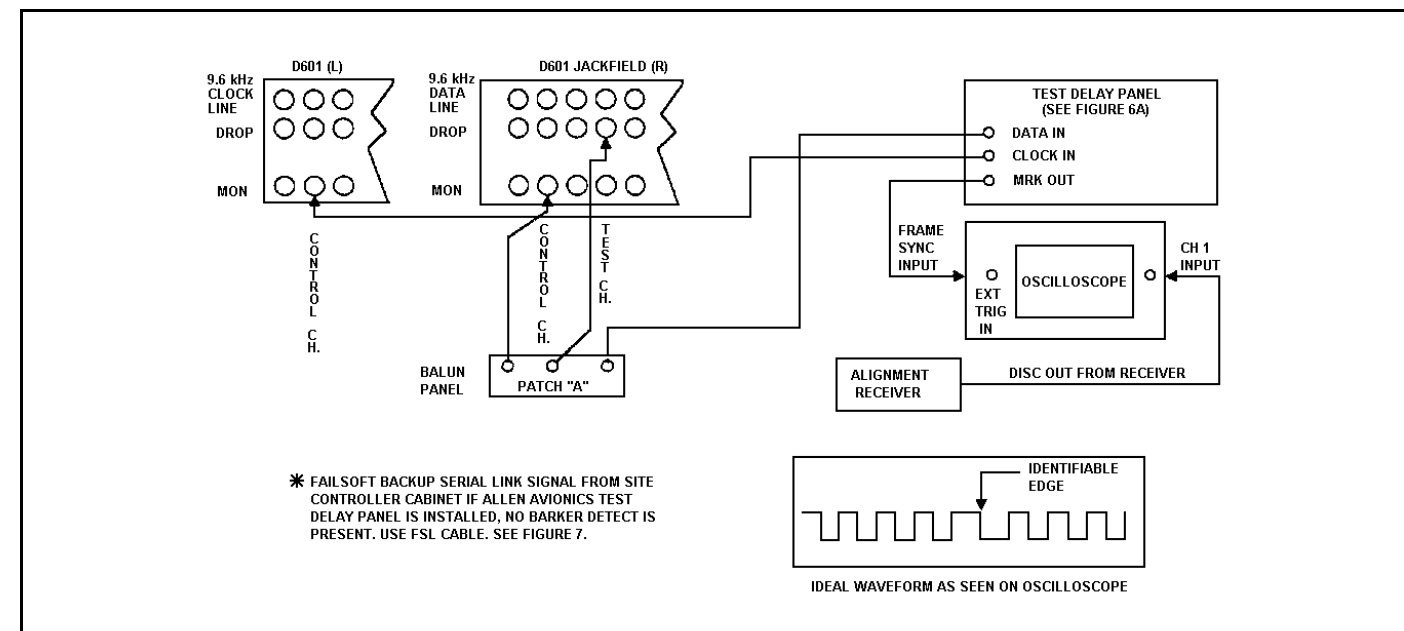 D601 (L)
9.6 kHz
CLOCK
LINE
DROP
MON
D601 JACKFIELD (R)
9.6 kHz
DATA
LINE
DROP
MON
TEST DELAY PANEL
(SEE FIGURE 6A)
DATA IN
CLOCK IN
MRK OUT
CONTROL CH.
CONTROL CH.
TEST CH.
FRAME
SYNC
INPUT
EXT
TRIG
IN
OSCILLOSCOPE
CH 1
INPUT
BALUN
PANEL
PATCH "A"
ALIGNMENT
RECEIVER
DISC OUT FROM RECEIVER
* FAILSOFT BACKUP SERIAL LINK SIGNAL FROM SITE
CONTROLLER CABINET IF ALLEN AVIONICS TEST
DELAY PANEL IS INSTALLED, NO BARKER DETECT IS
PRESENT. USE FSL CABLE. SEE FIGURE 7.
IDENTIFIABLE
EDGE
IDEAL WAVEFORM AS SEEN ON OSCILLOSCOPE